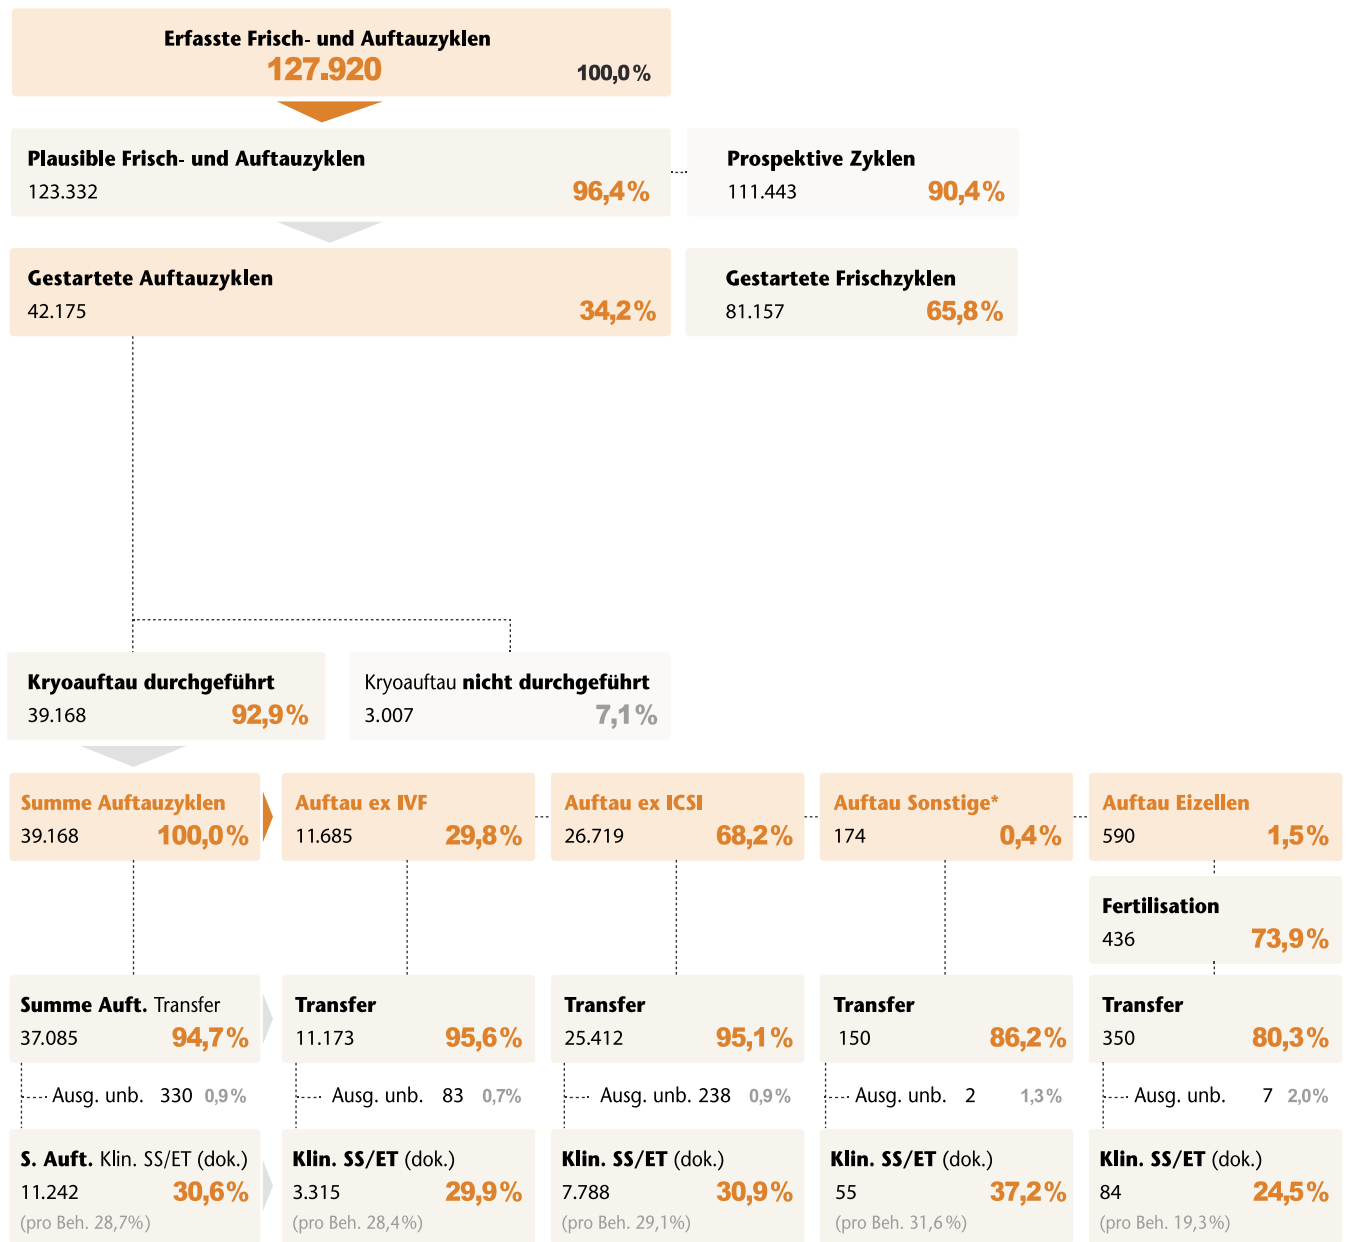 Erfasste Frisch- und Auftauzyklen
127.920 100,0 %
Plausible Frisch- und Auftauzyklen
123.332 96,4 %
Prospektive Zyklen
111.443 90,4 %
Gestartete Auftauzyklen
42.175 34,2 %
Gestartete Frischzyklen
81.157 65,8 %
Kryoauftau durchgeführt
39.168 92,9 %
Kryoauftau nicht durchgeführt
3.007 7,1 %
Summe Auftauzyklen
39.168 100,0 %
Auftau ex IVF
11.685 29,8 %
Auftau ex ICSI
26.719 68,2 %
Auftau Sonstige*
174 0,4 %
Auftau Eizellen
590 1,5 %
Fertilisation
436 73,9 %
Summe Auft. Transfer
37.085 94,7 %
Transfer
11.173 95,6 %
Transfer
25.412 95,1 %
Transfer
150 86,2 %
Transfer
350 80,3 %
Ausg. unb. 330 0,9 %
Ausg. unb. 83 0,7%
Ausg. unb. 238 0,9 %
Ausg. unb. 2 1,3 %
Ausg. unb. 7 2,0%
S. Auft. Klin. SS/ET (dok.)
11.242 30,6 %
(pro Beh. 28,7%)
Klin. SS/ET (dok.)
3.315 29,9 %
(pro Beh. 28,4%)
Klin. SS/ET (dok.)
7.788 30,9 %
(pro Beh. 29,1%)
Klin. SS/ET (dok.)
55 37,2 %
(pro Beh. 31,6%)
Klin. SS/ET (dok.)
84 24,5 %
(pro Beh. 19,3%)